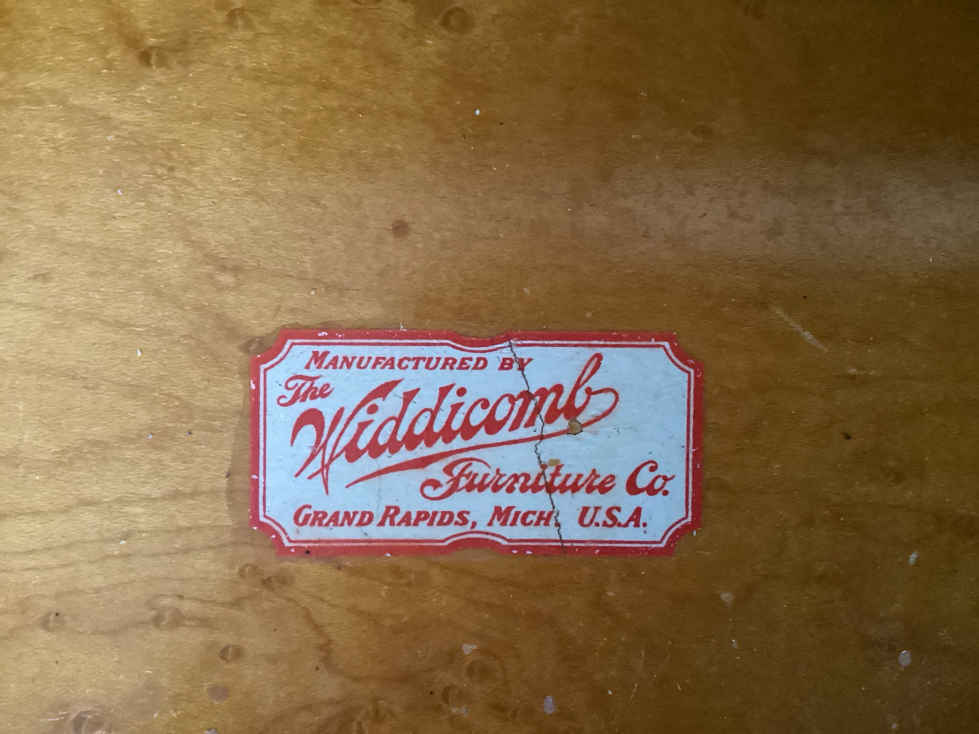 MANUFACTURED BY
The
Widdicomb
Furniture Co.
GRAND RAPIDS, MICH. U.S.A.